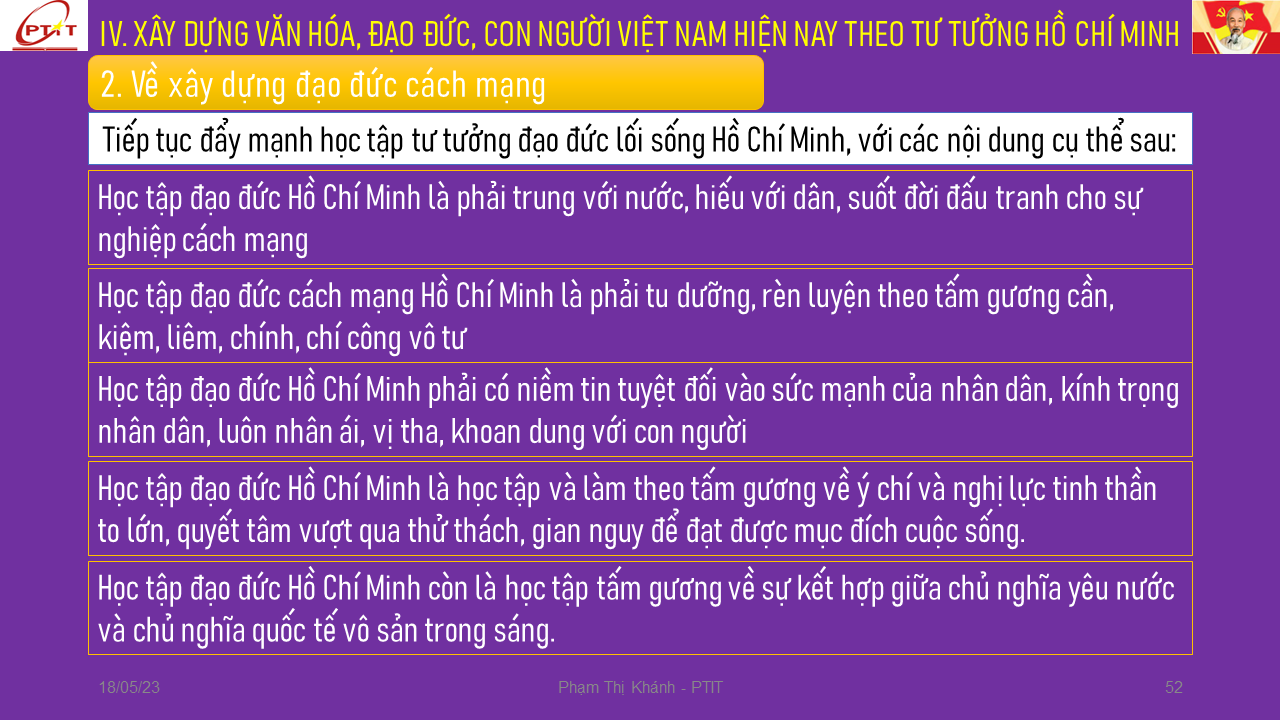 PTIT
IV. XÂY DỰNG VĂN HÓA, ĐẠO ĐỨC, CON NGƯỜI VIỆT NAM HIỆN NAY THEO TƯ TƯỞNG HỒ CHÍ MINH
2. Về xây dựng đạo đức cách mạng
Tiếp tục đẩy mạnh học tập tư tưởng đạo đức lối sống Hồ Chí Minh, với các nội dung cụ thể sau:
Học tập đạo đức Hồ Chí Minh là phải trung với nước, hiếu với dân, suốt đời đấu tranh cho sự
nghiệp cách mạng
Học tập đạo đức cách mạng Hồ Chí Minh là phải tu dưỡng, rèn luyện theo tấm gương cần,
kiệm, liêm, chính, chí công vô tư
Học tập đạo đức Hồ Chí Minh phải có niềm tin tuyệt đối vào sức mạnh của nhân dân, kính trọng
nhân dân, luôn nhân ái, vị tha, khoan dung với con người
Học tập đạo đức Hồ Chí Minh là học tập và làm theo tấm gương về ý chí và nghị lực tinh thần
to lớn, quyết tâm vượt qua thử thách, gian nguy để đạt được mục đích cuộc sống.
Học tập đạo đức Hồ Chí Minh còn là học tập tấm gương về sự kết hợp giữa chủ nghĩa yêu nước
và chủ nghĩa quốc tế vô sản trong sáng.
18/05/23
Phạm Thị Khánh - PTIT
52